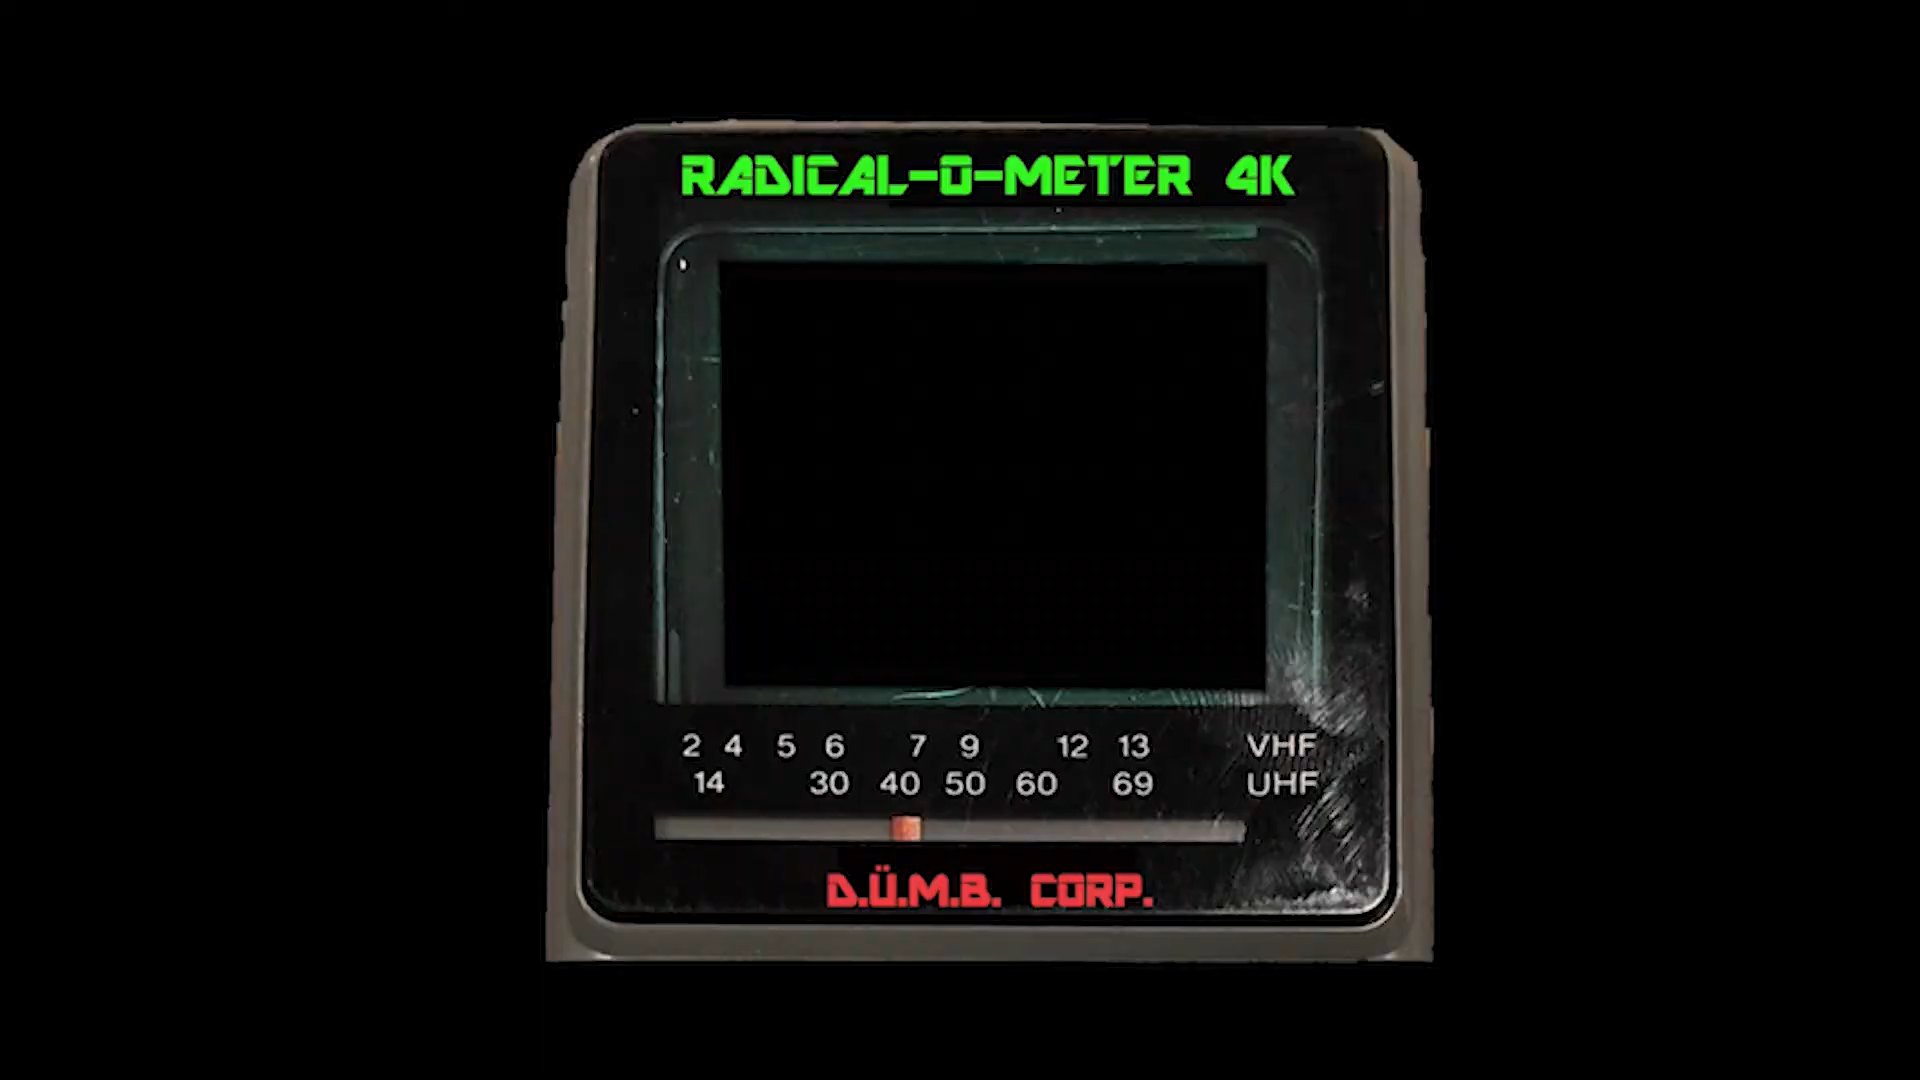 RADICAL-O-METER 4K
2 4 5 6 7 9 12 13 VHF
14 30 40 50 60 69 UHF
D.Ü.M.B. CORP.